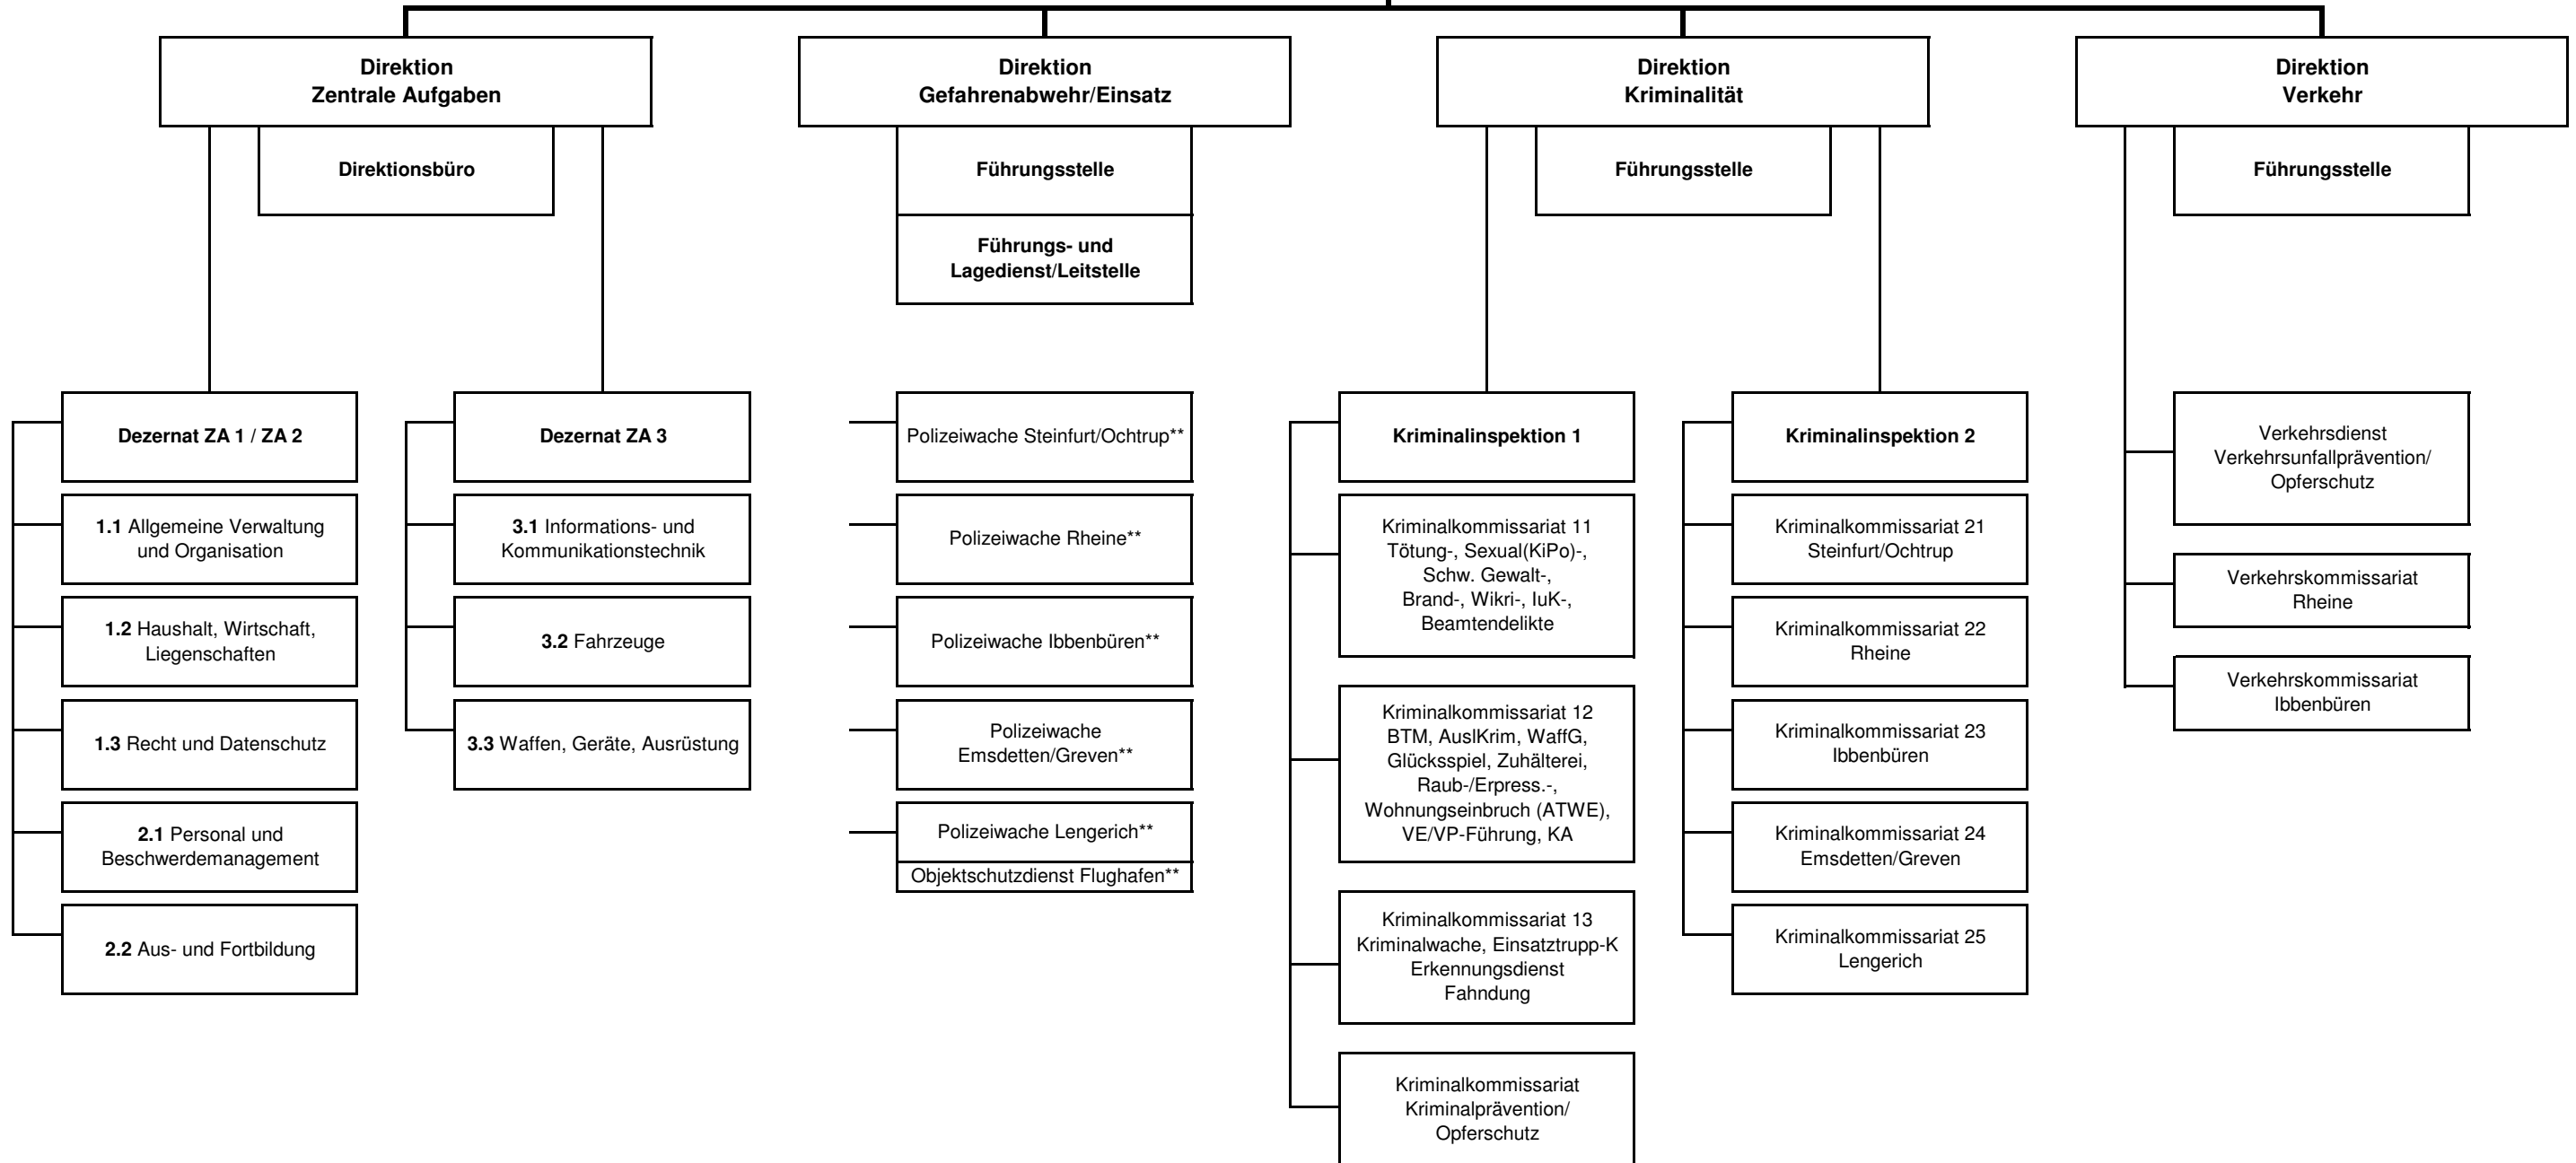 Direktion
Zentrale Aufgaben
Direktionsbüro
Dezernat ZA 1 / ZA 2
1.1 Allgemeine Verwaltung
und Organisation
1.2 Haushalt, Wirtschaft,
Liegenschaften
1.3 Recht und Datenschutz
2.1 Personal und
Beschwerdemanagement
2.2 Aus- und Fortbildung
Dezernat ZA 3
3.1 Informations- und
Kommunikationstechnik
3.2 Fahrzeuge
3.3 Waffen, Geräte, Ausrüstung
Direktion
Gefahrenabwehr/Einsatz
Führungsstelle
Führungs- und
Lagedienst/Leitstelle
Polizeiwache Steinfurt/Ochtrup**
Polizeiwache Rheine**
Polizeiwache Ibbenbüren**
Polizeiwache
Emsdetten/Greven**
Polizeiwache Lengerich**
Objektschutzdienst Flughafen**
Direktion
Kriminalität
Führungsstelle
Kriminalinspektion 1
Kriminalkommissariat 11
Tötung-, Sexual(KiPo)-,
Schw. Gewalt-,
Brand-, Wikri-, IuK-,
Beamtendelikte
Kriminalkommissariat 12
BTM, AuslKrim, WaffG,
Glücksspiel, Zuhälterei,
Raub-/Erpress.-,
Wohnungseinbruch (ATWE),
VE/VP-Führung, KA
Kriminalkommissariat 13
Kriminalwache, Einsatztrupp-K
Erkennungsdienst
Fahndung
Kriminalkommissariat
Kriminalprävention/
Opferschutz
Kriminalinspektion 2
Kriminalkommissariat 21
Steinfurt/Ochtrup
Kriminalkommissariat 22
Rheine
Kriminalkommissariat 23
Ibbenbüren
Kriminalkommissariat 24
Emsdetten/Greven
Kriminalkommissariat 25
Lengerich
Direktion
Verkehr
Führungsstelle
Verkehrsdienst
Verkehrsunfallprävention/
Opferschutz
Verkehrskommissariat
Rheine
Verkehrskommissariat
Ibbenbüren